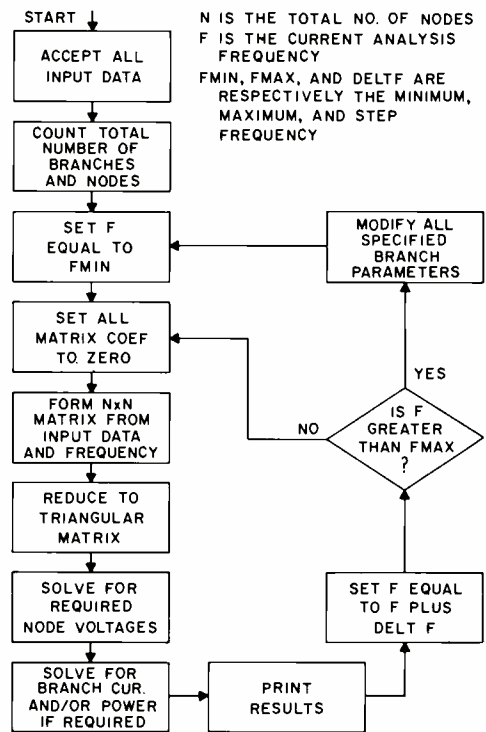 START
N IS THE TOTAL NO. OF NODES
F IS THE CURRENT ANALYSIS
FREQUENCY
FMIN, FMAX, AND DELTF ARE
RESPECTIVELY THE MINIMUM,
MAXIMUM, AND STEP
FREQUENCY
ACCEPT ALL
INPUT DATA
COUNT TOTAL
NUMBER OF
BRANCHES
AND NODES
SET F
EQUAL TO
FMIN
MODIFY ALL
SPECIFIED
BRANCH
PARAMETERS
SET ALL
MATRIX COEF
TO. ZERO
YES
NO
IS F
GREATER
THAN FMAX
?
FORM NxN
MATRIX FROM
INPUT DATA
AND FREQUENCY
REDUCE TO
TRIANGULAR
MATRIX
SOLVE FOR
REQUIRED
NODE VOLTAGES
SET F EQUAL
TO F PLUS
DELT F
SOLVE FOR
BRANCH CUR.
AND/OR POWER
IF REQUIRED
PRINT
RESULTS